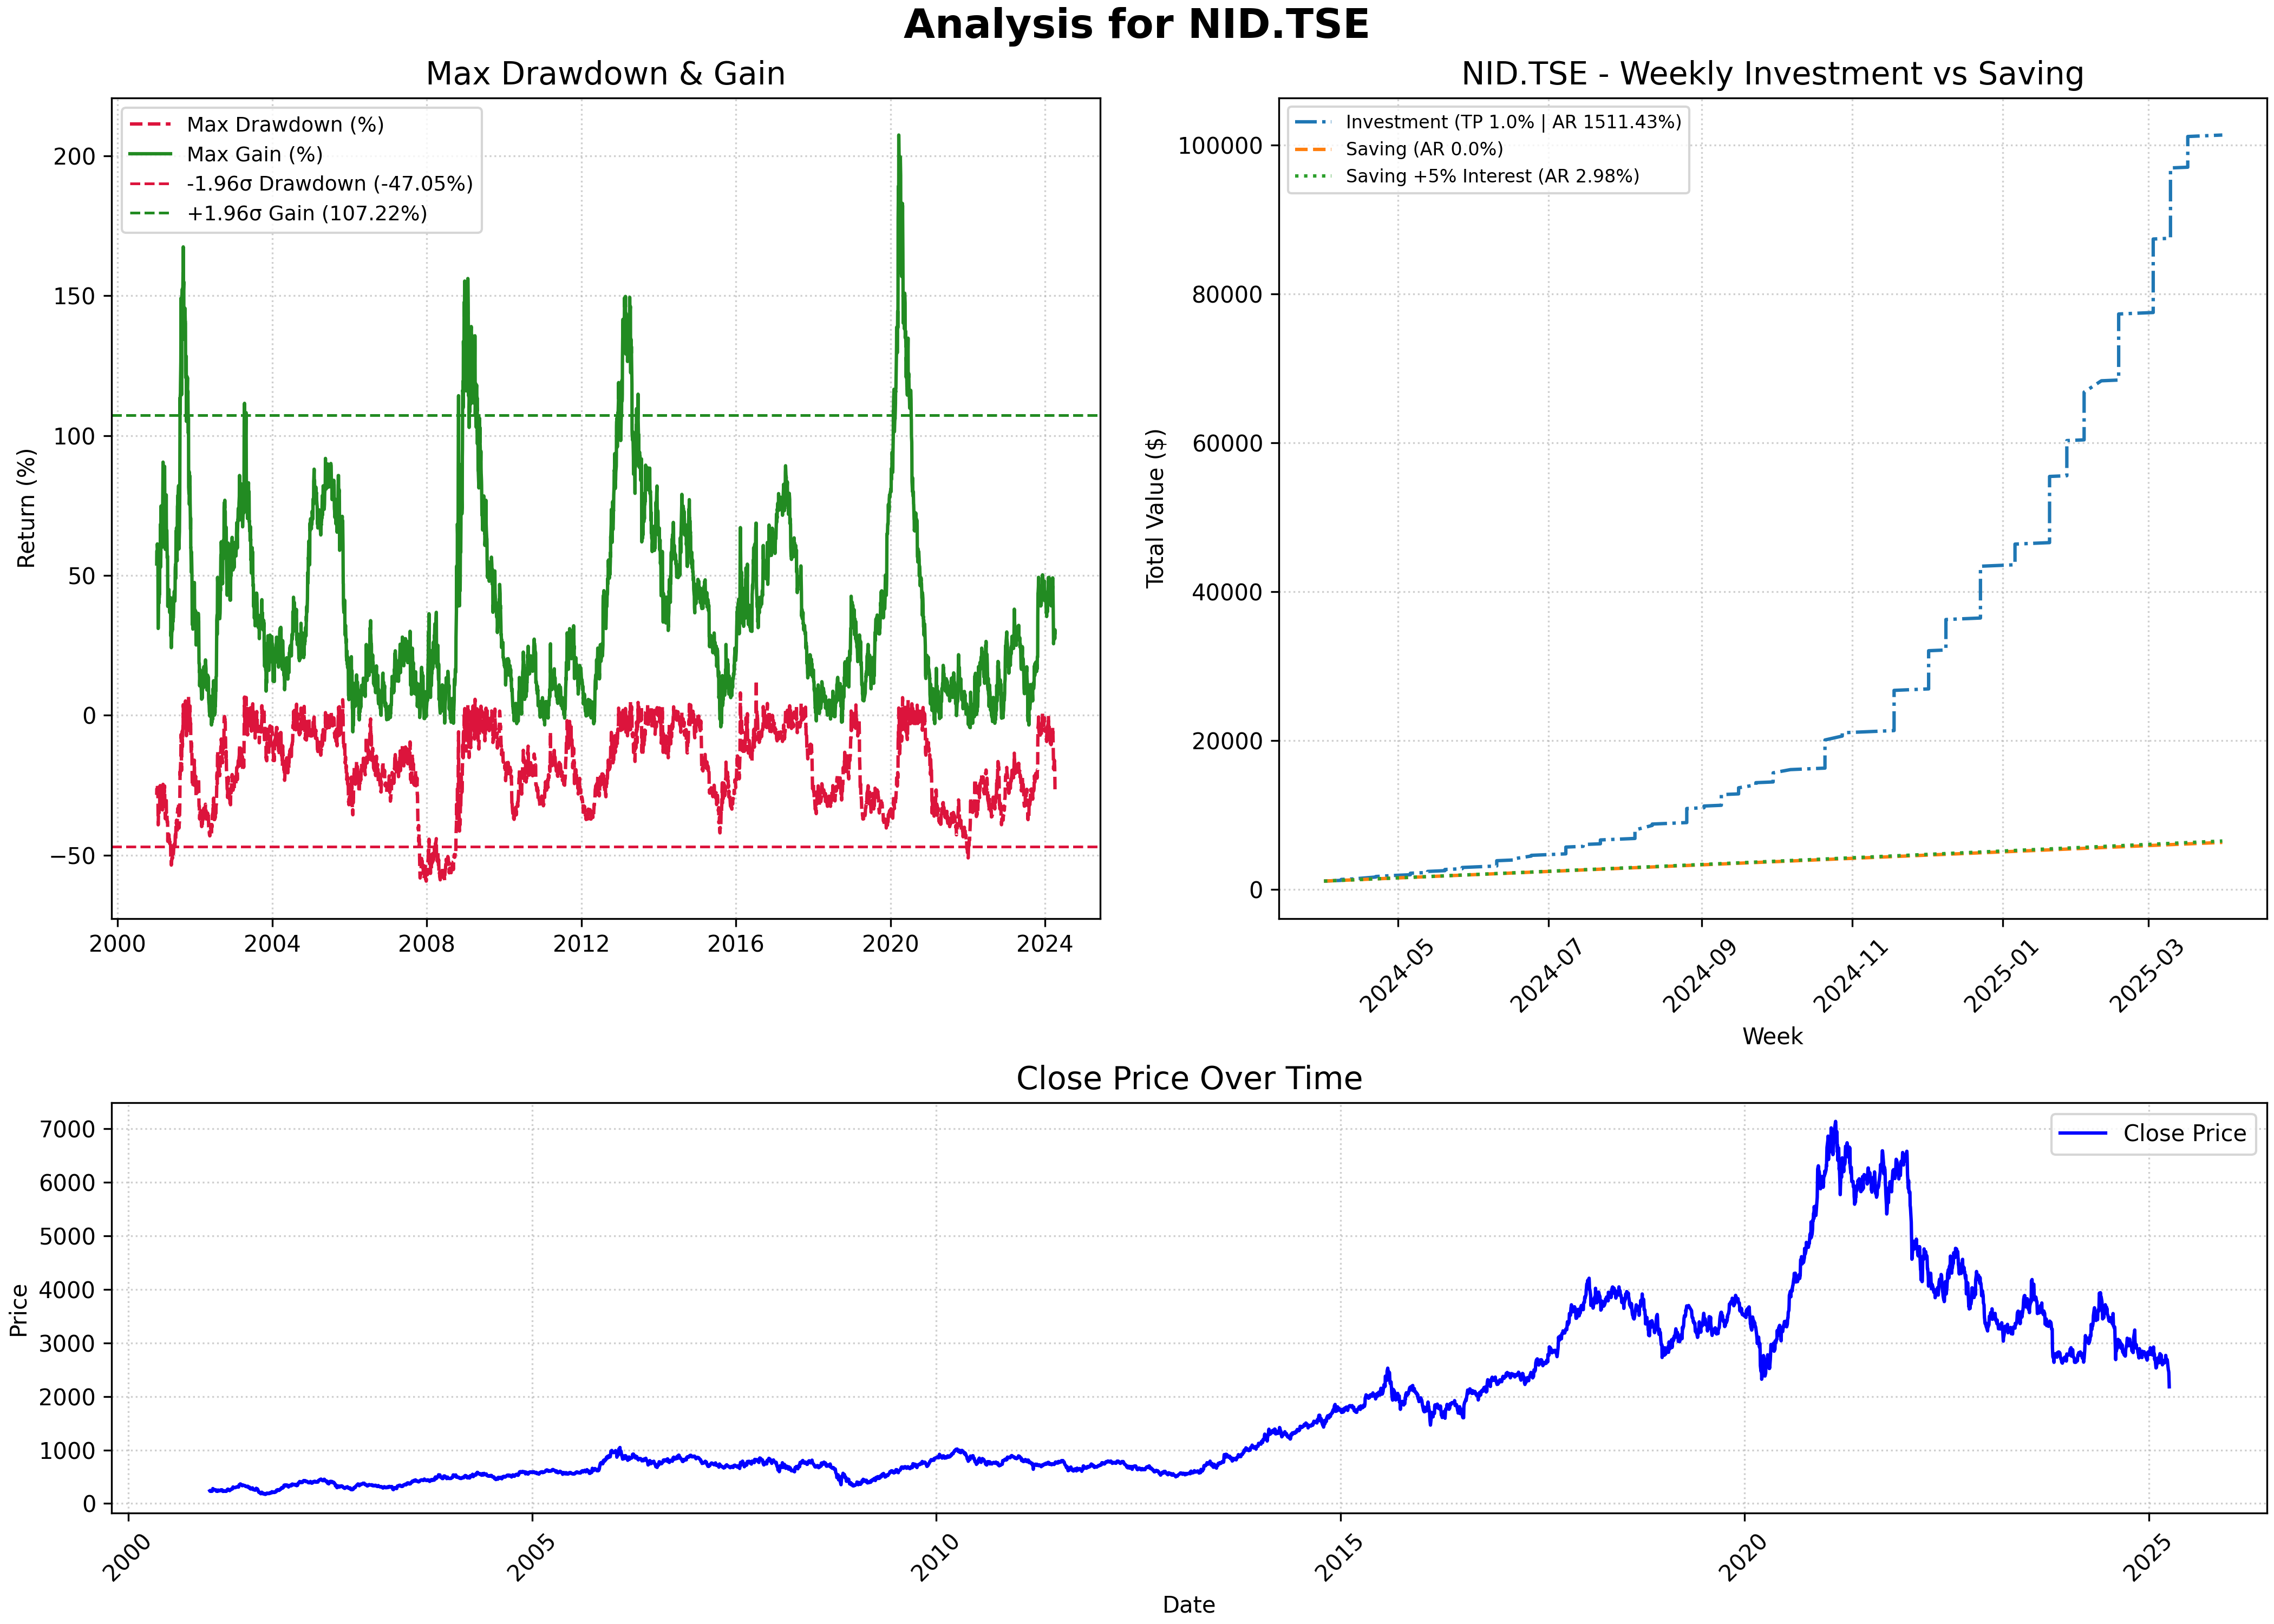 Analysis for NID.TSE
Max Drawdown & Gain
Max Drawdown (%)
Max Gain (%)
-1.96σ Drawdown (-47.05%)
+1.96σ Gain (107.22%)
Return (%)
200
150
100
50
0
−50
2000
2004
2008
2012
2016
2020
2024
NID.TSE - Weekly Investment vs Saving
Investment (TP 1.0% | AR 1511.43%)
Saving (AR 0.0%)
Saving +5% Interest (AR 2.98%)
Total Value ($)
100000
80000
60000
40000
20000
0
2024-05
2024-07
2024-09
2024-11
2025-01
2025-03
Week
Close Price Over Time
Close Price
Price
7000
6000
5000
4000
3000
2000
1000
0
2000
2005
2010
2015
2020
2025
Date